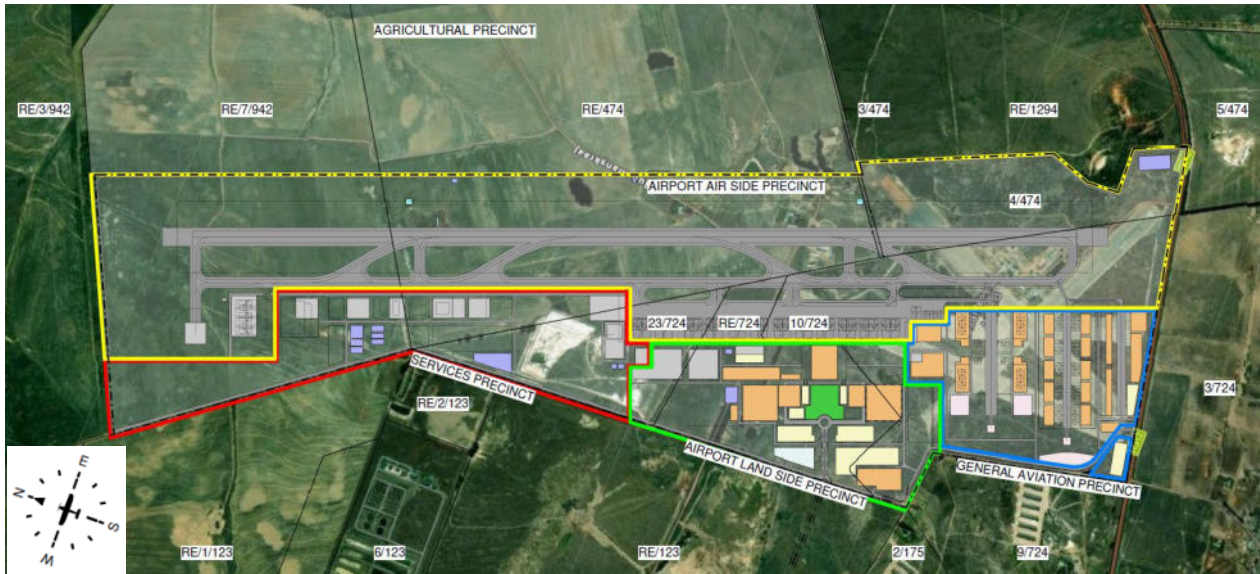 AGRICULTURAL PRECINCT
RE/3/942
RE/7/942
RE/474
3/474
RE/1294
5/474
AIRPORT AIR SIDE PRECINCT
4/474
23/724
RE/724
10/724
SERVICES PRECINCT
RE/2/123
3/724
AIRPORT LAND SIDE PRECINCT
GENERAL AVIATION PRECINCT
E
N
S
W
RE/1/123
6/123
RE/123
2/175
9/724